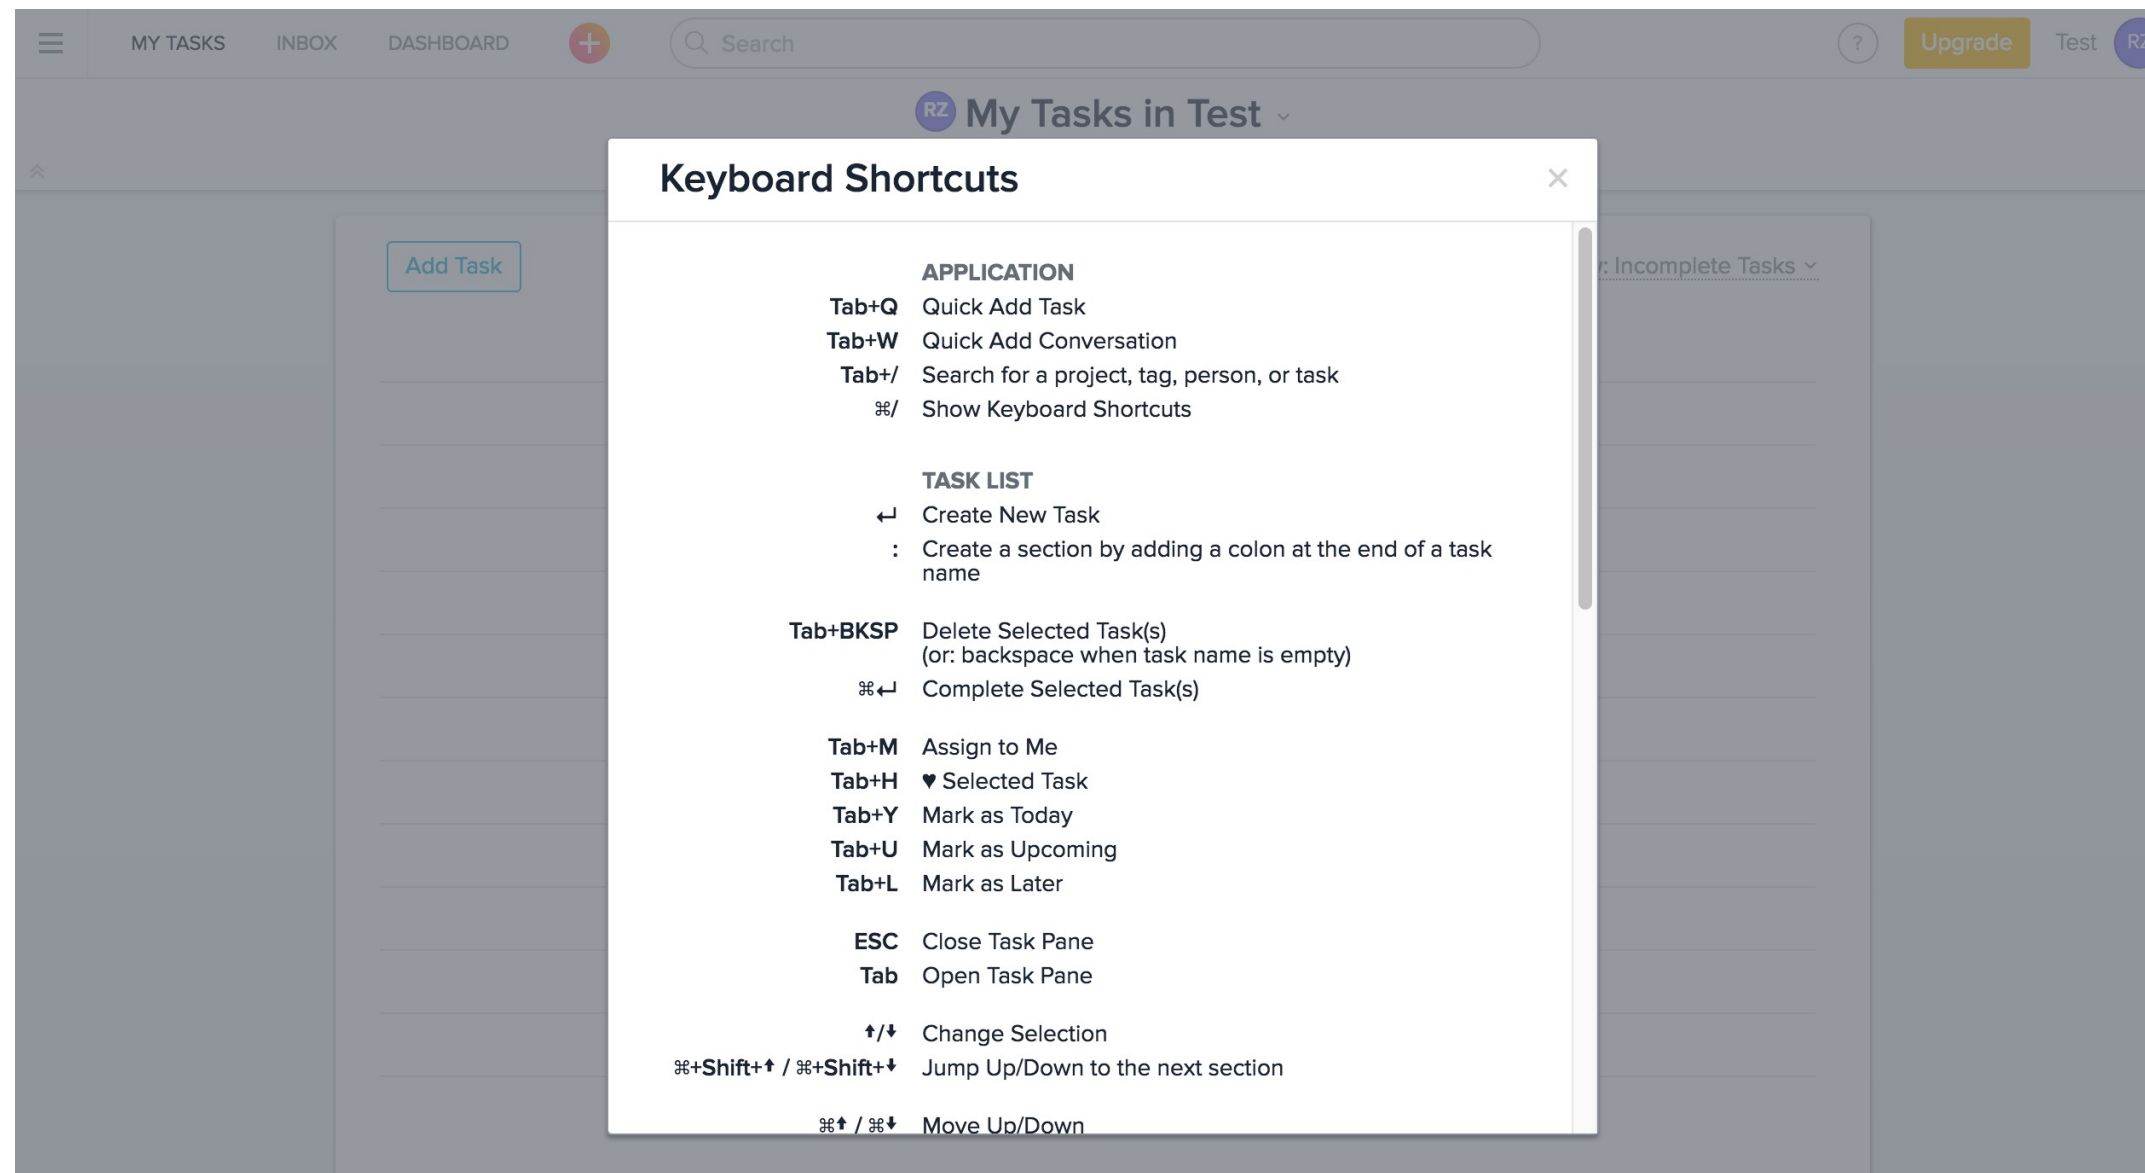 MY TASKS INBOX DASHBOARD + Search ? Upgrade Test RZ
RZ My Tasks in Test
Keyboard Shortcuts ×
Add Task
: Incomplete Tasks
APPLICATION
Tab+Q Quick Add Task
Tab+W Quick Add Conversation
Tab+/ Search for a project, tag, person, or task
⌘/ Show Keyboard Shortcuts
TASK LIST
↵ Create New Task
: Create a section by adding a colon at the end of a task
name
Tab+BKSP Delete Selected Task(s)
(or: backspace when task name is empty)
⌘↵ Complete Selected Task(s)
Tab+M Assign to Me
Tab+H ♥ Selected Task
Tab+Y Mark as Today
Tab+U Mark as Upcoming
Tab+L Mark as Later
ESC Close Task Pane
Tab Open Task Pane
⬆/⬇ Change Selection
⌘+Shift+⬆ / ⌘+Shift+⬇ Jump Up/Down to the next section
⌘⬆ / ⌘⬇ Move Up/Down